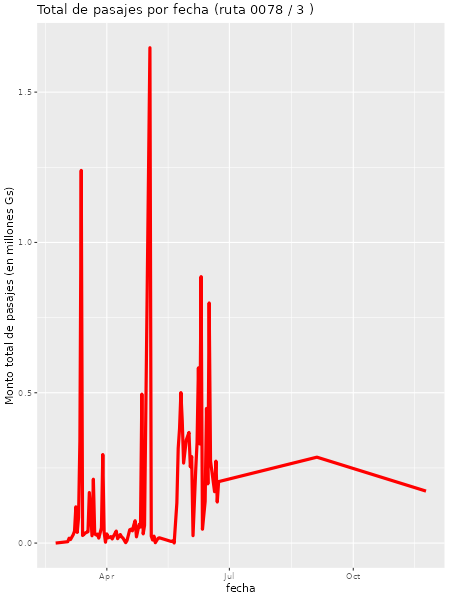 Total de pasajes por fecha (ruta 0078 / 3 )
Monto total de pasajes (en millones Gs)
1.5
1.0
0.5
0.0
Apr Jul Oct
fecha